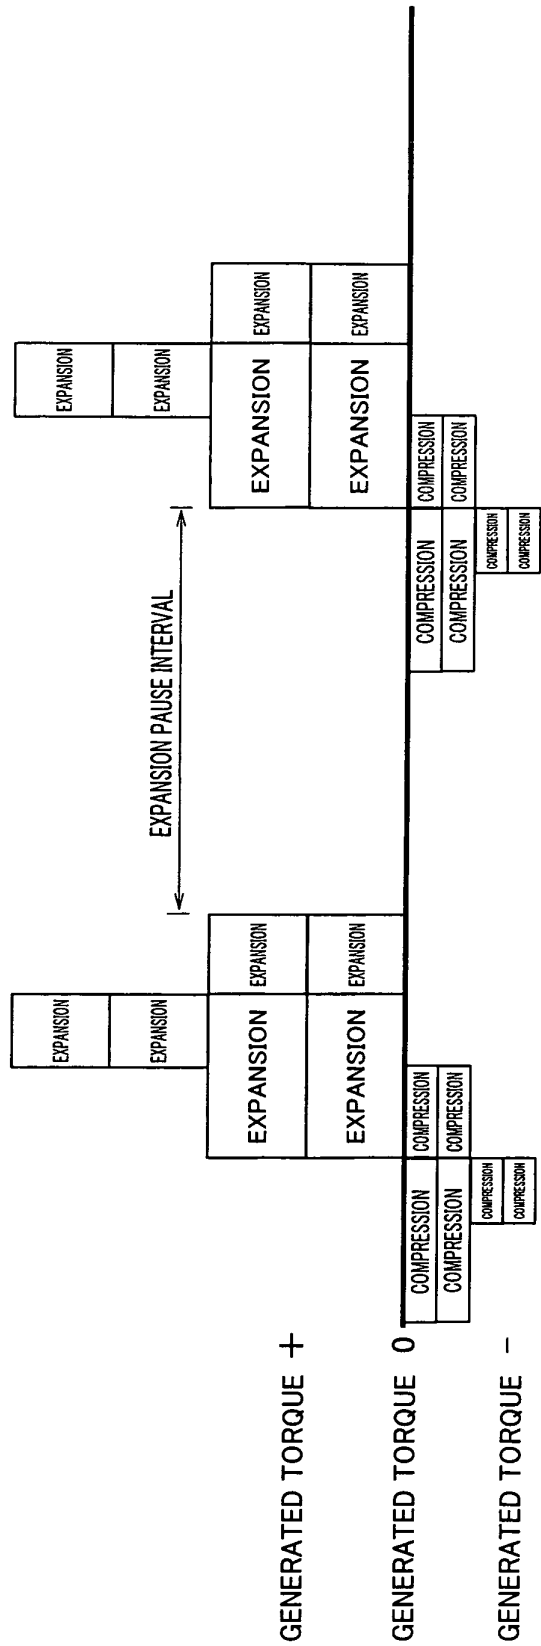 EXPANSION
EXPANSION
EXPANSION
EXPANSION PAUSE INTERVAL
EXPANSION
EXPANSION
EXPANSION
EXPANSION
EXPANSION
GENERATED TORQUE +
EXPANSION
EXPANSION
EXPANSION
EXPANSION
GENERATED TORQUE 0
COMPRESSION
COMPRESSION
COMPRESSION
COMPRESSION
COMPRESSION
COMPRESSION
COMPRESSION
COMPRESSION
COMPRESSION
COMPRESSION
GENERATED TORQUE -
COMPRESSION
COMPRESSION